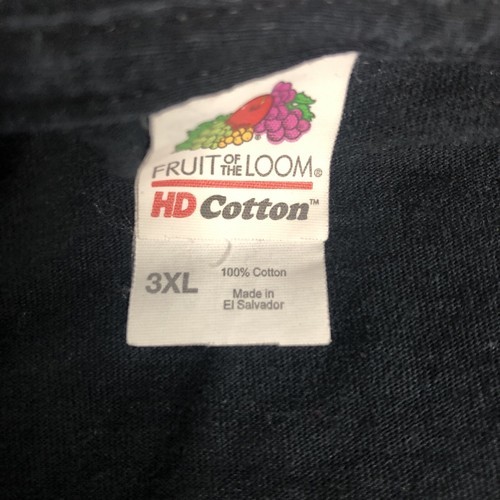 FRUIT OF THE LOOM®
HD Cotton™
3XL
100% Cotton
Made in
El Salvador